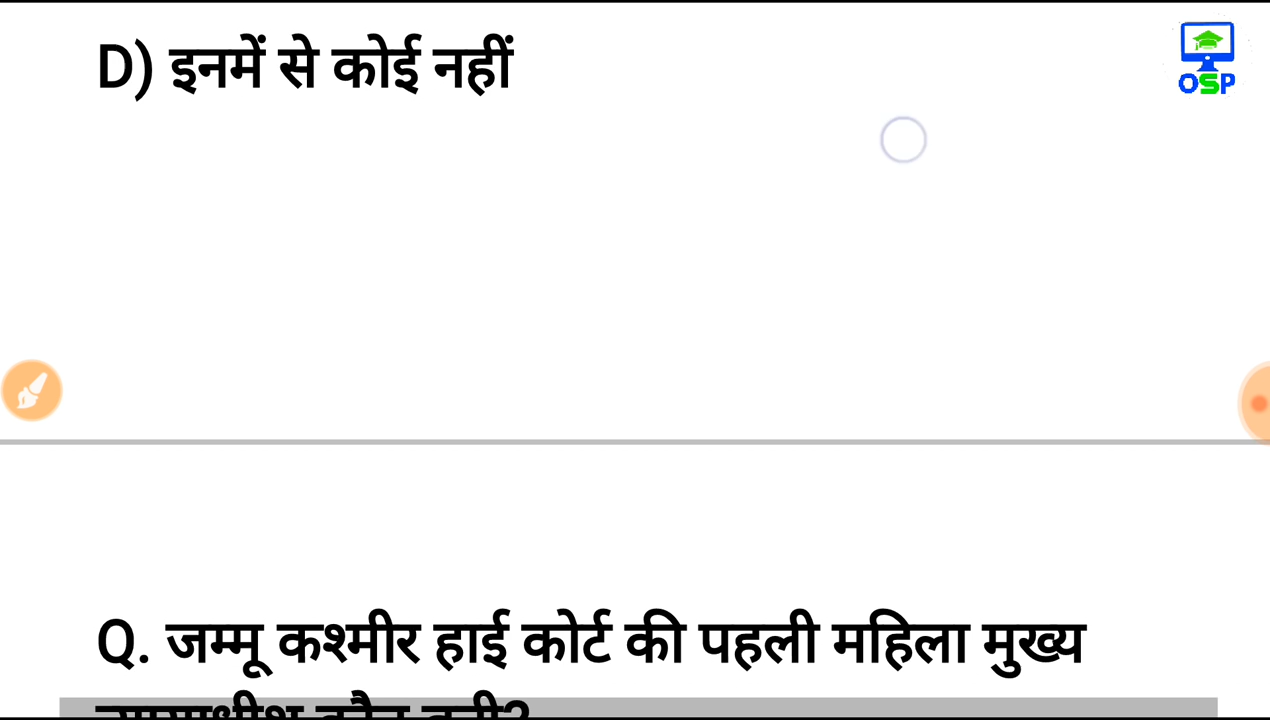 D) इनमें से कोई नहीं
OSP
Q. जम्मू कश्मीर हाई कोर्ट की पहली महिला मुख्य